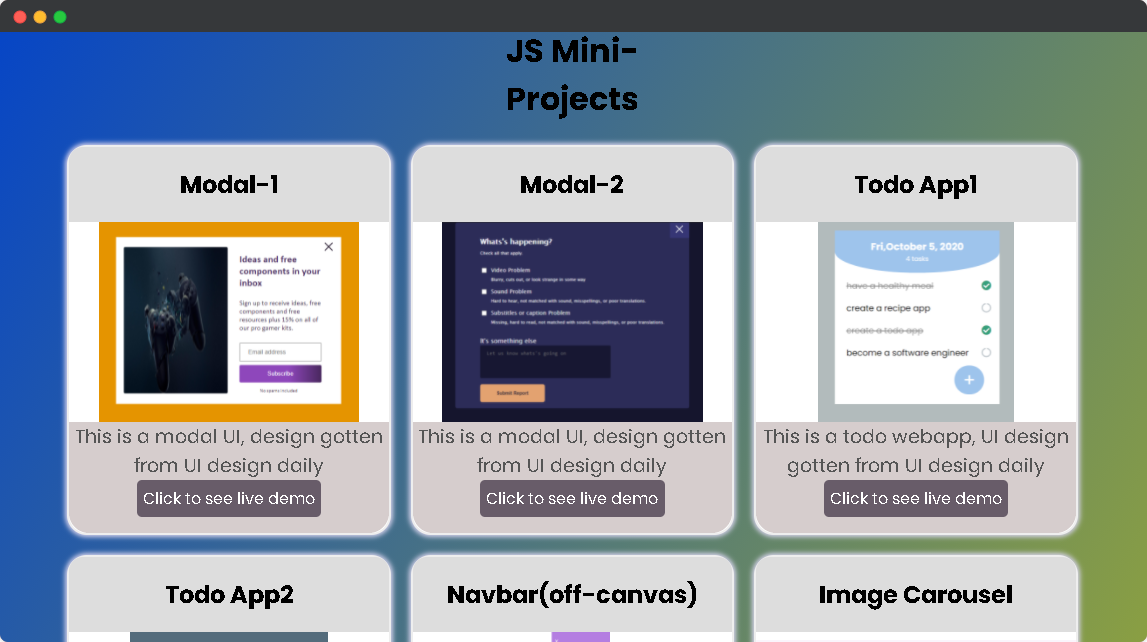 JS Mini-
Projects
Modal-1
Modal-2
Todo App1
Ideas and free
components in your
inbox
Sign up to receive ideas, free
components and free
resources plus 15% on all of
our pro gamer kits.
Email address
Subscribe
No spams included
Whats's happening?
Check all that apply.
Video Problem
Blurry, cuts out, or look strange in some way
Sound Problem
Hard to hear, not matched with sound, misspellings, or poor translations.
Subtitles or caption Problem
Missing, hard to read, not matched with sound, misspellings, or poor translations.
It's something else
Let us know whats's going on
Submit Report
Fri,October 5, 2020
4 tasks
have a healthy meal
create a recipe app
create a todo app
become a software engineer
This is a modal UI, design gotten
from UI design daily
Click to see live demo
This is a modal UI, design gotten
from UI design daily
Click to see live demo
This is a todo webapp, UI design
gotten from UI design daily
Click to see live demo
Todo App2
Navbar(off-canvas)
Image Carousel